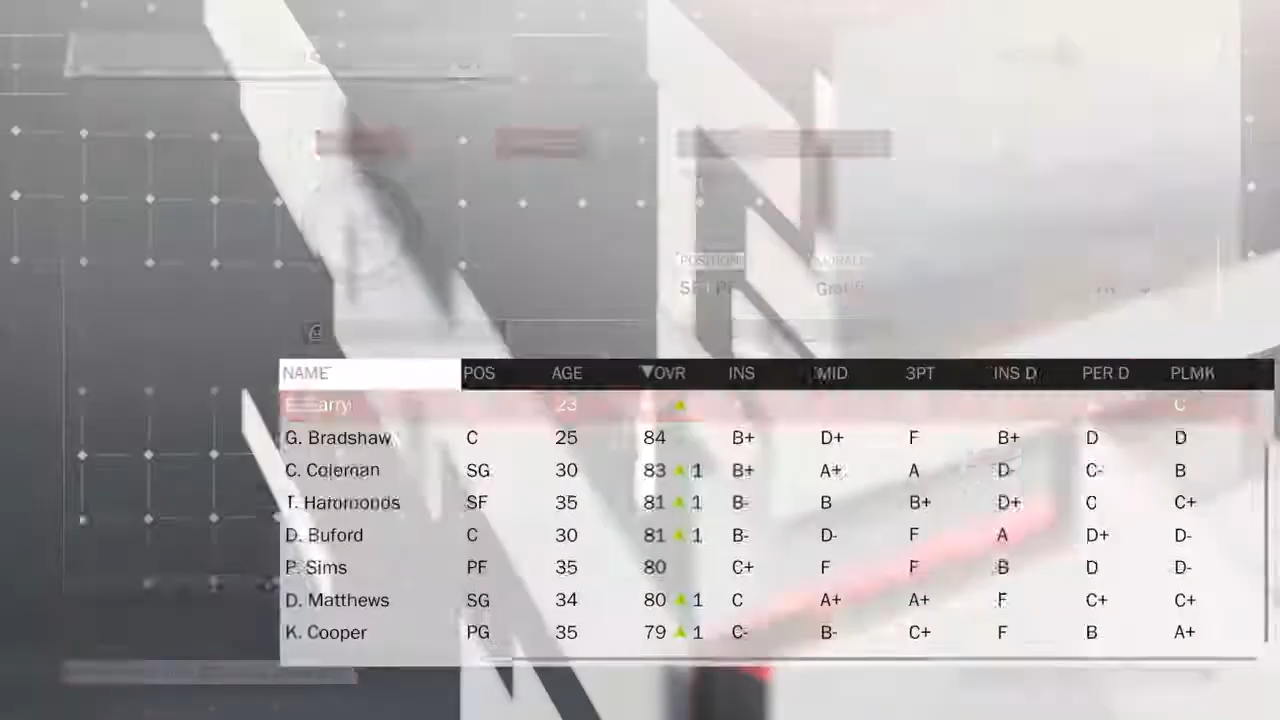 POSITION MORALE
NAME POS AGE ▼OVR INS MID 3PT INS D PER D PLMK
23 ▲ C
G. Bradshaw C 25 84 B+ D+ F B+ D D
C. Coleman SG 30 83 ▲ 1 B+ A+ A D- C- B
T. Hammonds SF 35 81 ▲ 1 B- B B+ D+ C C+
D. Buford C 30 81 ▲ 1 B- D- F A D+ D-
P. Sims PF 35 80 C+ F F B D D-
D. Matthews SG 34 80 ▲ 1 C A+ A+ F C+ C+
K. Cooper PG 35 79 ▲ 1 C- B- C+ F B A+